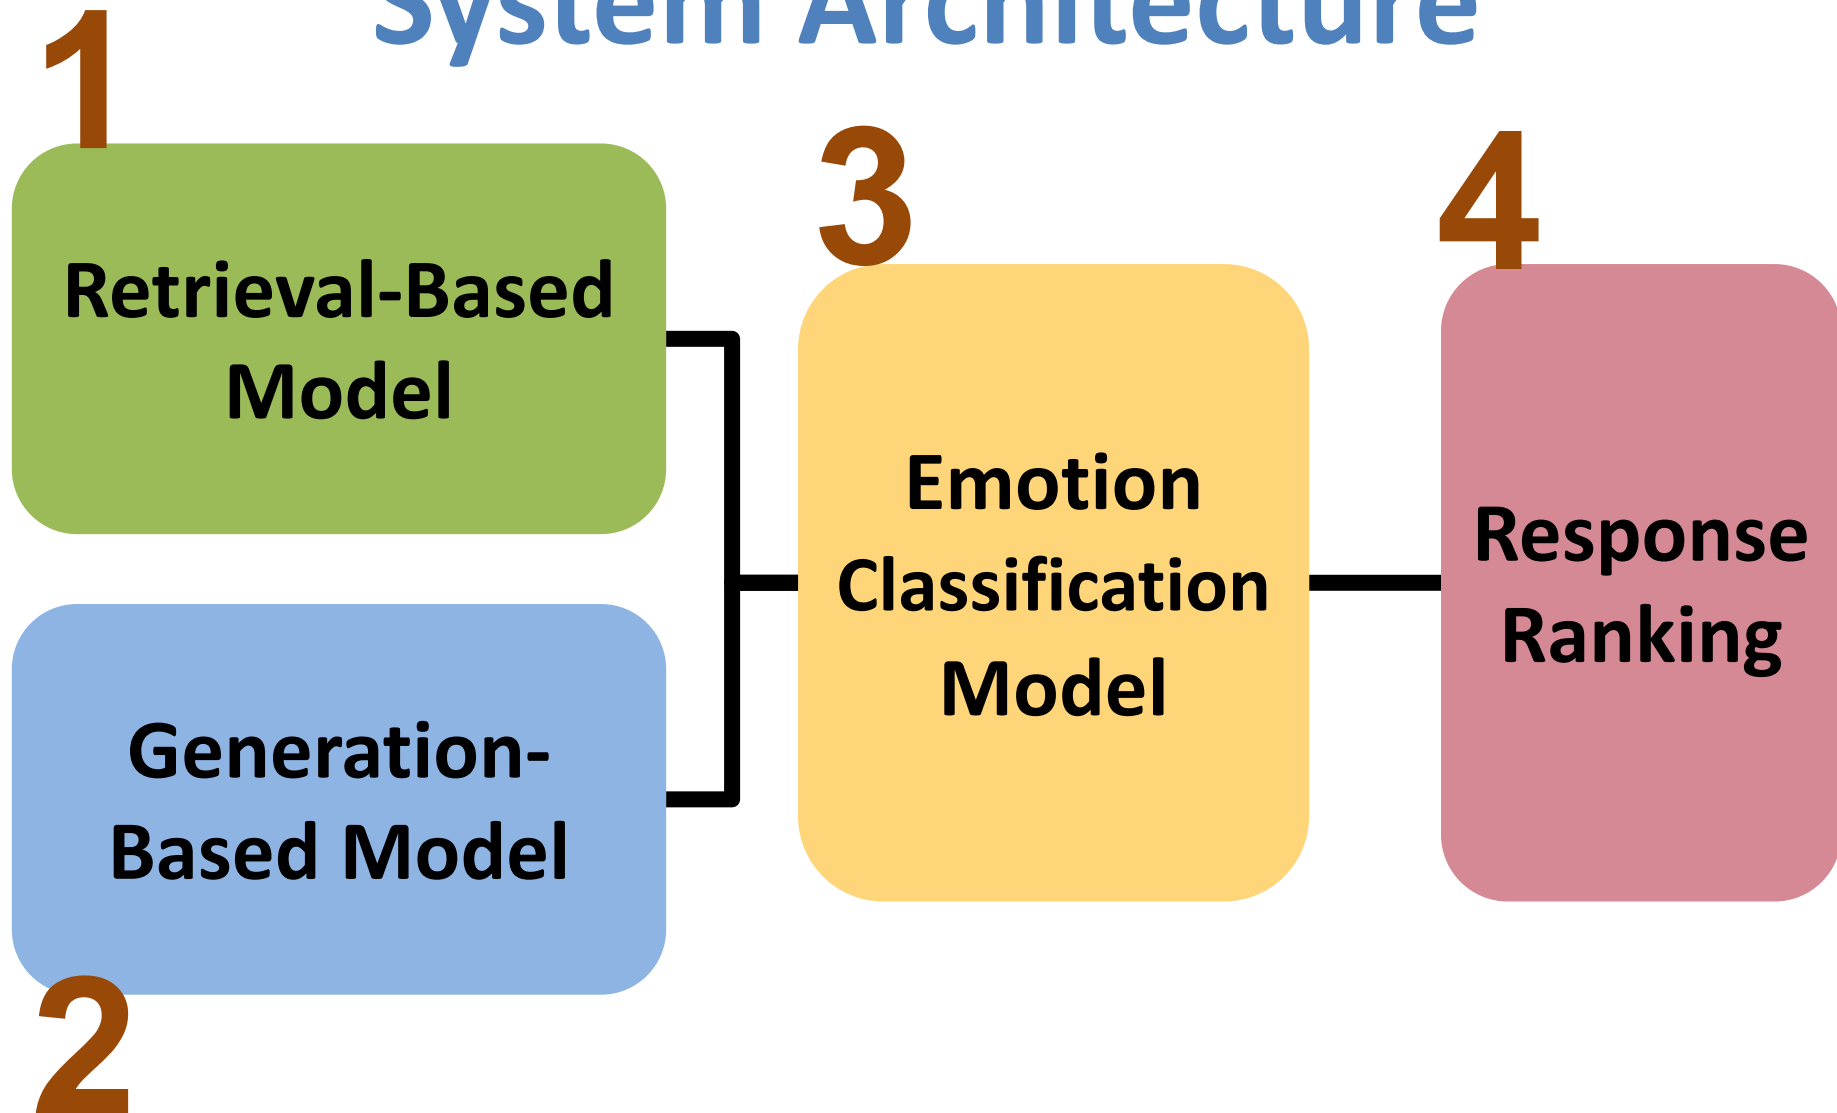 System Architecture
1
Retrieval-Based
Model
2
Generation-
Based Model
3
Emotion
Classification
Model
4
Response
Ranking